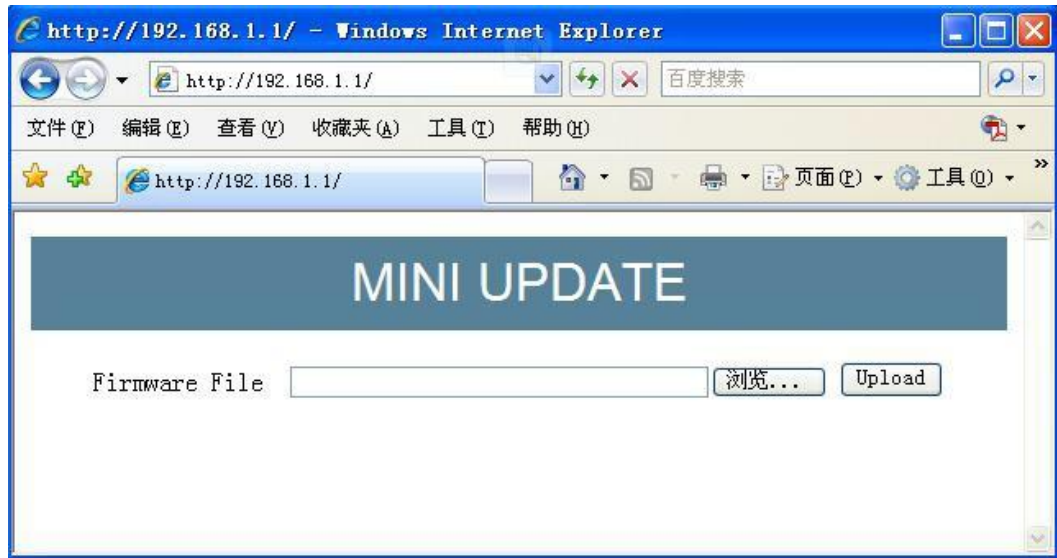 http://192.168.1.1/ - Windows Internet Explorer
http://192.168.1.1/ 百度搜索
文件(F) 编辑(E) 查看(V) 收藏夹(A) 工具(T) 帮助(H)
http://192.168.1.1/ 页面(P) 工具(O) »
MINI UPDATE
Firmware File 浏览... Upload